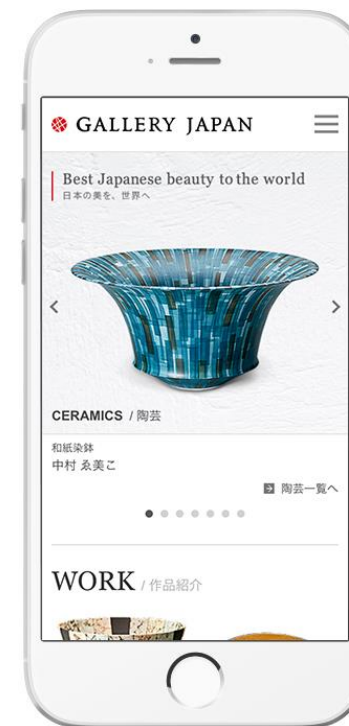 GALLERY JAPAN
Best Japanese beauty to the world
日本の美を、世界へ
CERAMICS / 陶芸
和紙染鉢
中村 ゑ美こ
陶芸一覧へ
WORK / 作品紹介